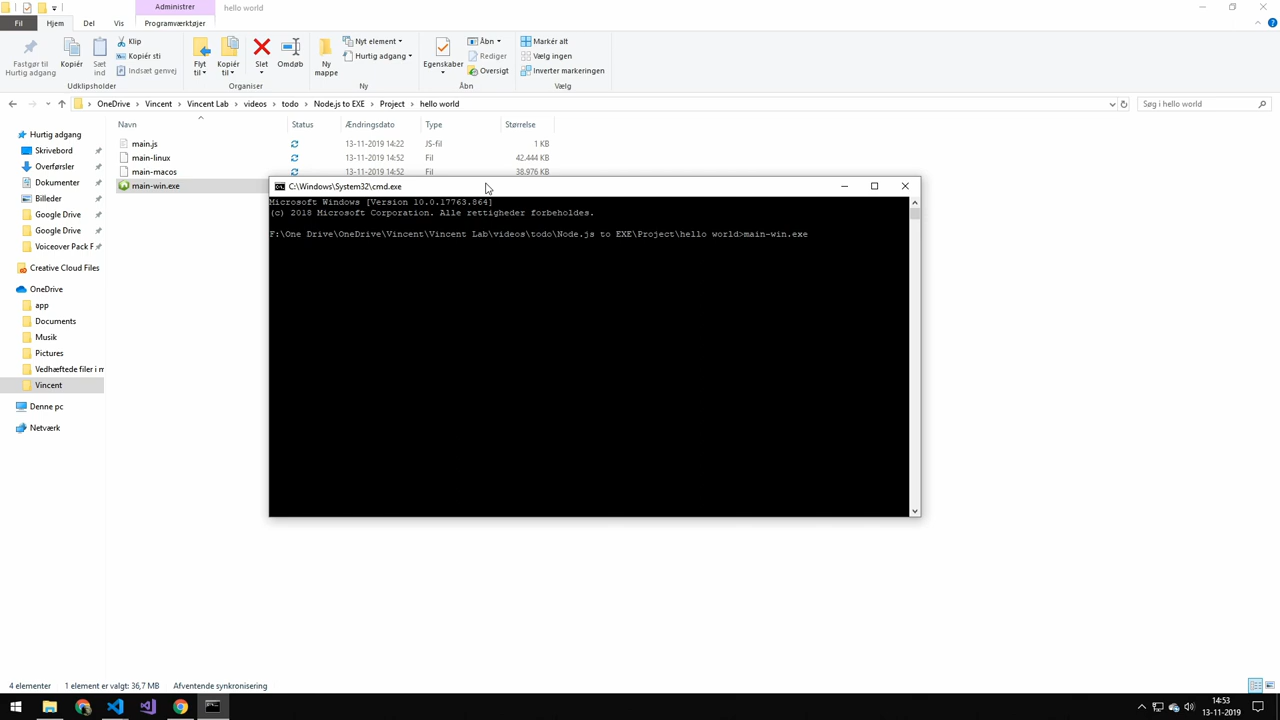 Administrer
hello world
Fil
Hjem
Del
Vis
Programværktøjer
Fastgør til
Hurtig adgang
Kopiér
Sæt
ind
Klip
Kopiér sti
Indsæt genvej
Udklipsholder
Flyt
til
Kopiér
til
Slet
Omdøb
Organiser
Ny
mappe
Nyt element
Hurtig adgang
Ny
Egenskaber
Åbn
Rediger
Oversigt
Åbn
Markér alt
Vælg ingen
Inverter markeringen
Vælg
OneDrive > Vincent > Vincent Lab > videos > todo > Node.js to EXE > Project > hello world
Søg i hello world
Navn Status Ændringsdato Type Størrelse
main.js 13-11-2019 14:22 JS-fil 1 KB
main-linux 13-11-2019 14:52 Fil 42.444 KB
main-macos 13-11-2019 14:52 Fil 38.976 KB
main-win.exe
Hurtig adgang
Skrivebord
Overførsler
Dokumenter
Billeder
Google Drive
Google Drive
Voiceover Pack F
Creative Cloud Files
OneDrive
app
Documents
Musik
Pictures
Vedhæftede filer i m
Vincent
Denne pc
Netværk
C:\Windows\System32\cmd.exe
Microsoft Windows [Version 10.0.17763.864]
(c) 2018 Microsoft Corporation. Alle rettigheder forbeholdes.
F:\One Drive\OneDrive\Vincent\Vincent Lab\videos\todo\Node.js to EXE\Project\hello world>main-win.exe
4 elementer
1 element er valgt: 36,7 MB
Afventende synkronisering
14:53
13-11-2019